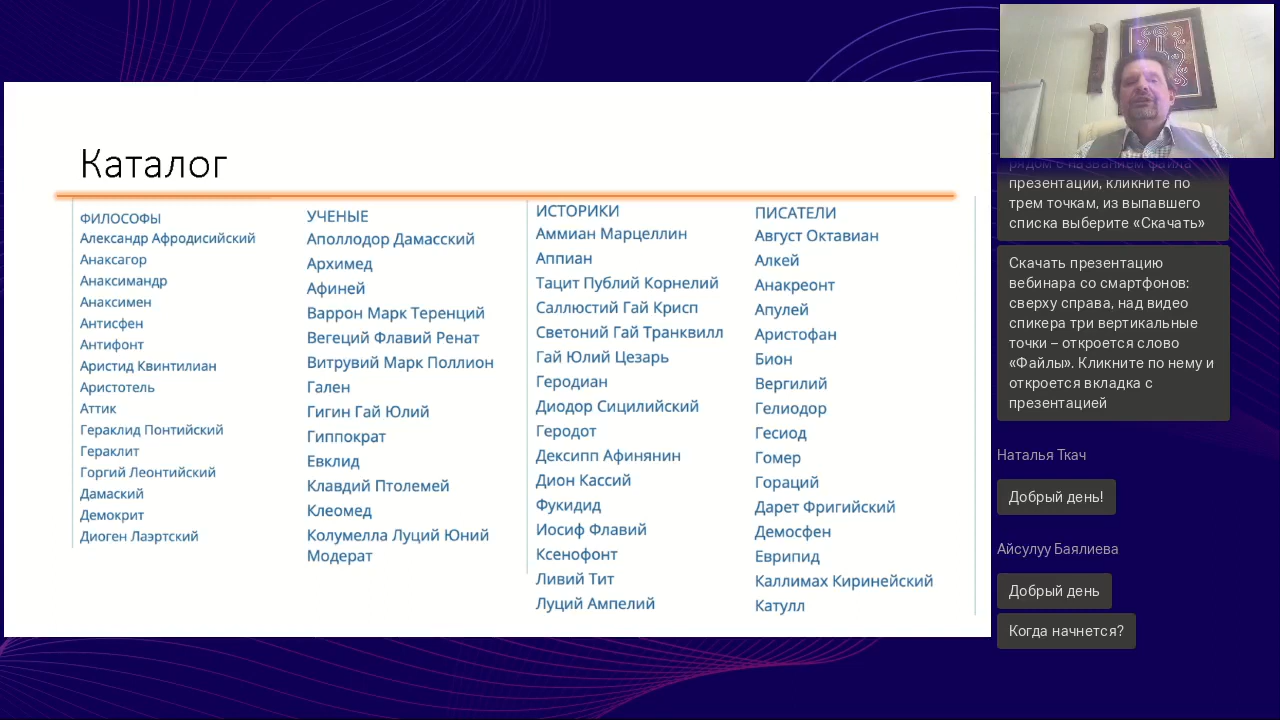 Каталог
ФИЛОСОФЫ
Александр Афродисийский
Анаксагор
Анаксимандр
Анаксимен
Антисфен
Антифонт
Аристид Квинтилиан
Аристотель
Аттик
Гераклид Понтийский
Гераклит
Горгий Леонтийский
Дамаский
Демокрит
Диоген Лаэртский
УЧЕНЫЕ
Аполлодор Дамасский
Архимед
Афиней
Варрон Марк Теренций
Вегеций Флавий Ренат
Витрувий Марк Поллион
Гален
Гигин Гай Юлий
Гиппократ
Евклид
Клавдий Птолемей
Клеомед
Колумелла Луций Юний
Модерат
ИСТОРИКИ
Аммиан Марцеллин
Аппиан
Тацит Публий Корнелий
Саллюстий Гай Крисп
Светоний Гай Транквилл
Гай Юлий Цезарь
Геродиан
Диодор Сицилийский
Геродот
Дексипп Афинянин
Дион Кассий
Фукидид
Иосиф Флавий
Ксенофонт
Ливий Тит
Луций Ампелий
ПИСАТЕЛИ
Август Октавиан
Алкей
Анакреонт
Апулей
Аристофан
Бион
Вергилий
Гелиодор
Гесиод
Гомер
Гораций
Дарет Фригийский
Демосфен
Еврипид
Каллимах Киринейский
Катулл
рядом с названием файла
презентации, кликните по
трем точкам, из выпавшего
списка выберите «Скачать»
Скачать презентацию
вебинара со смартфонов:
сверху справа, над видео
спикера три вертикальные
точки – откроется слово
«Файлы». Кликните по нему и
откроется вкладка с
презентацией
Наталья Ткач
Добрый день!
Айсулуу Баялиева
Добрый день
Когда начнется?